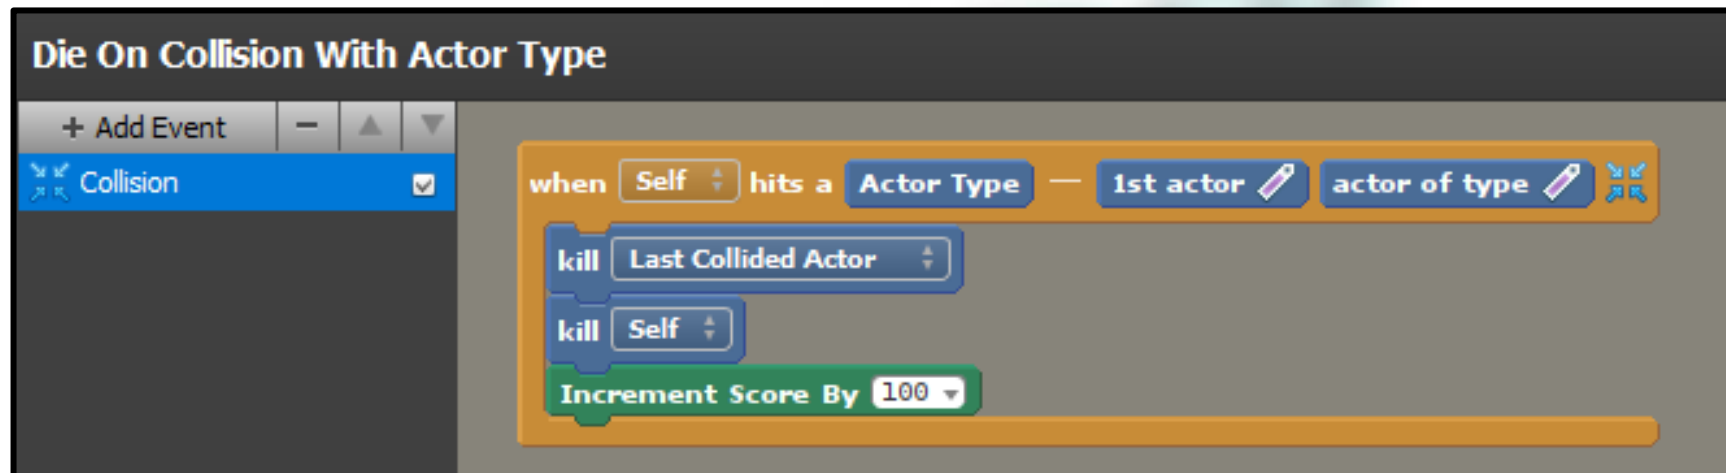 Die On Collision With Actor Type
+ Add Event
Collision
when Self hits a Actor Type — 1st actor actor of type
kill Last Collided Actor
kill Self
Increment Score By 100